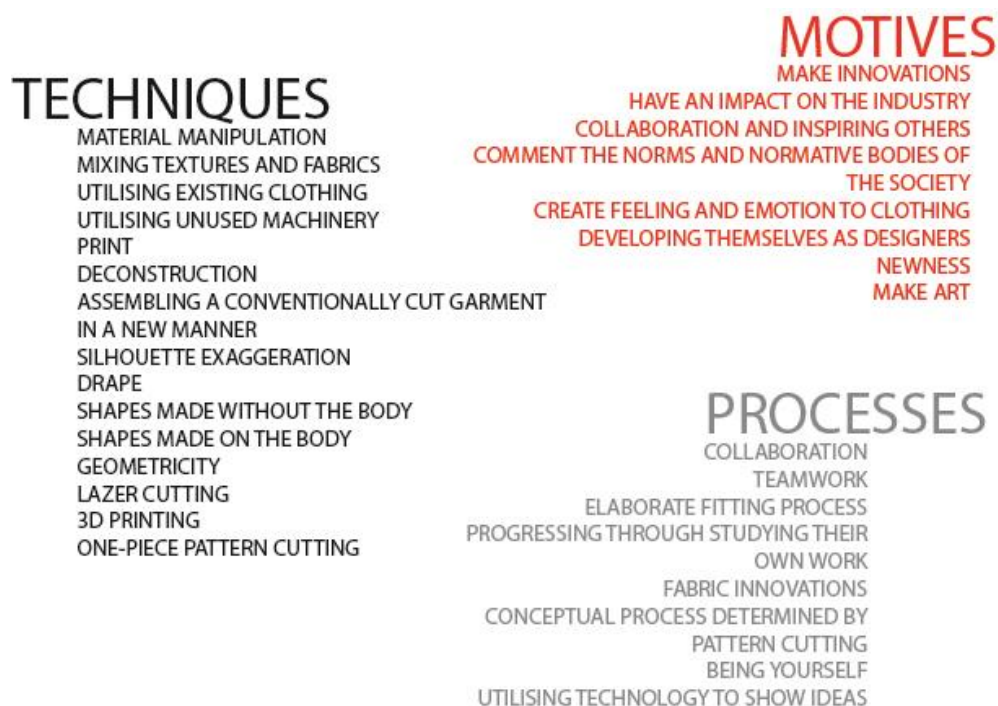 TECHNIQUES
MATERIAL MANIPULATION
MIXING TEXTURES AND FABRICS
UTILISING EXISTING CLOTHING
UTILISING UNUSED MACHINERY
PRINT
DECONSTRUCTION
ASSEMBLING A CONVENTIONALLY CUT GARMENT
IN A NEW MANNER
SILHOUETTE EXAGGERATION
DRAPE
SHAPES MADE WITHOUT THE BODY
SHAPES MADE ON THE BODY
GEOMETRICITY
LAZER CUTTING
3D PRINTING
ONE-PIECE PATTERN CUTTING
MOTIVES
MAKE INNOVATIONS
HAVE AN IMPACT ON THE INDUSTRY
COLLABORATION AND INSPIRING OTHERS
COMMENT THE NORMS AND NORMATIVE BODIES OF
THE SOCIETY
CREATE FEELING AND EMOTION TO CLOTHING
DEVELOPING THEMSELVES AS DESIGNERS
NEWNESS
MAKE ART
PROCESSES
COLLABORATION
TEAMWORK
ELABORATE FITTING PROCESS
PROGRESSING THROUGH STUDYING THEIR
OWN WORK
FABRIC INNOVATIONS
CONCEPTUAL PROCESS DETERMINED BY
PATTERN CUTTING
BEING YOURSELF
UTILISING TECHNOLOGY TO SHOW IDEAS